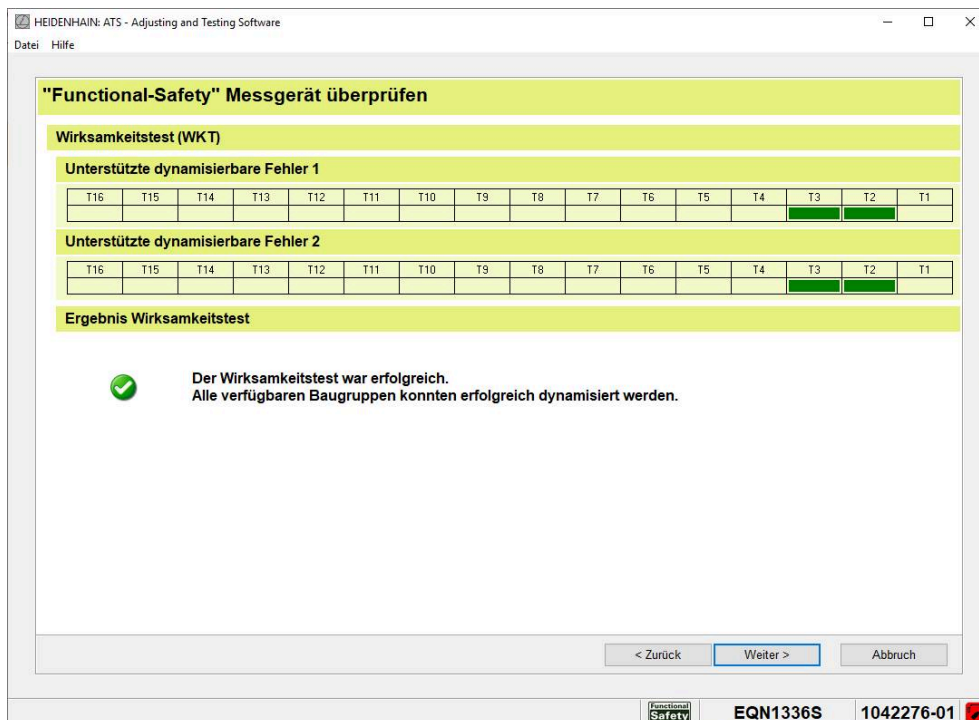 HEIDENHAIN: ATS - Adjusting and Testing Software
Datei Hilfe
"Functional-Safety" Messgerät überprüfen
Wirksamkeitstest (WKT)
Unterstützte dynamisierbare Fehler 1
T16 T15 T14 T13 T12 T11 T10 T9 T8 T7 T6 T5 T4 T3 T2 T1
Unterstützte dynamisierbare Fehler 2
T16 T15 T14 T13 T12 T11 T10 T9 T8 T7 T6 T5 T4 T3 T2 T1
Ergebnis Wirksamkeitstest
Der Wirksamkeitstest war erfolgreich.
Alle verfügbaren Baugruppen konnten erfolgreich dynamisiert werden.
< Zurück Weiter > Abbruch
Functional
Safety EQN1336S 1042276-01